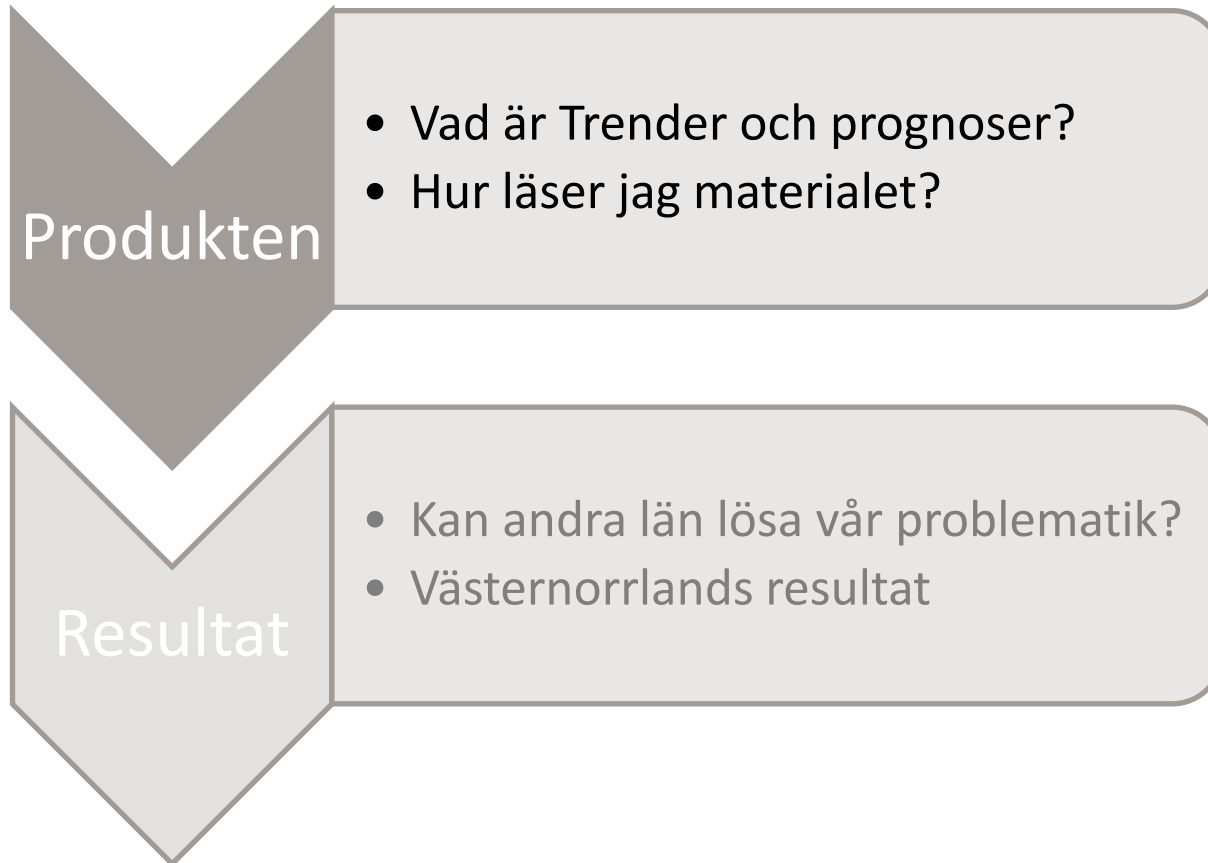 Produkten
• Vad är Trender och prognoser?
• Hur läser jag materialet?
Resultat
• Kan andra län lösa vår problematik?
• Västernorrlands resultat